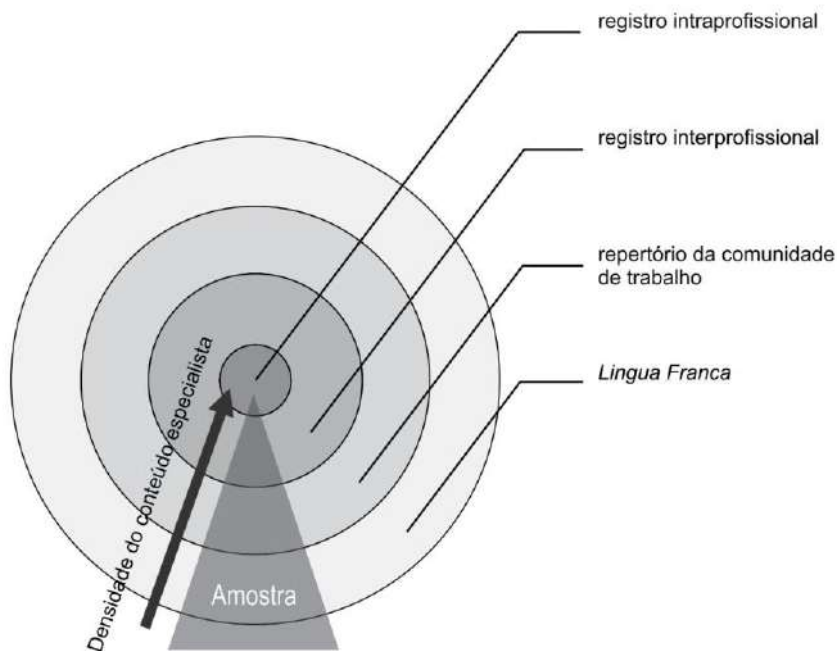 registro intraprofissional
registro interprofissional
repertório da comunidade
de trabalho
Lingua Franca
Densidade do conteúdo especialista
Amostra